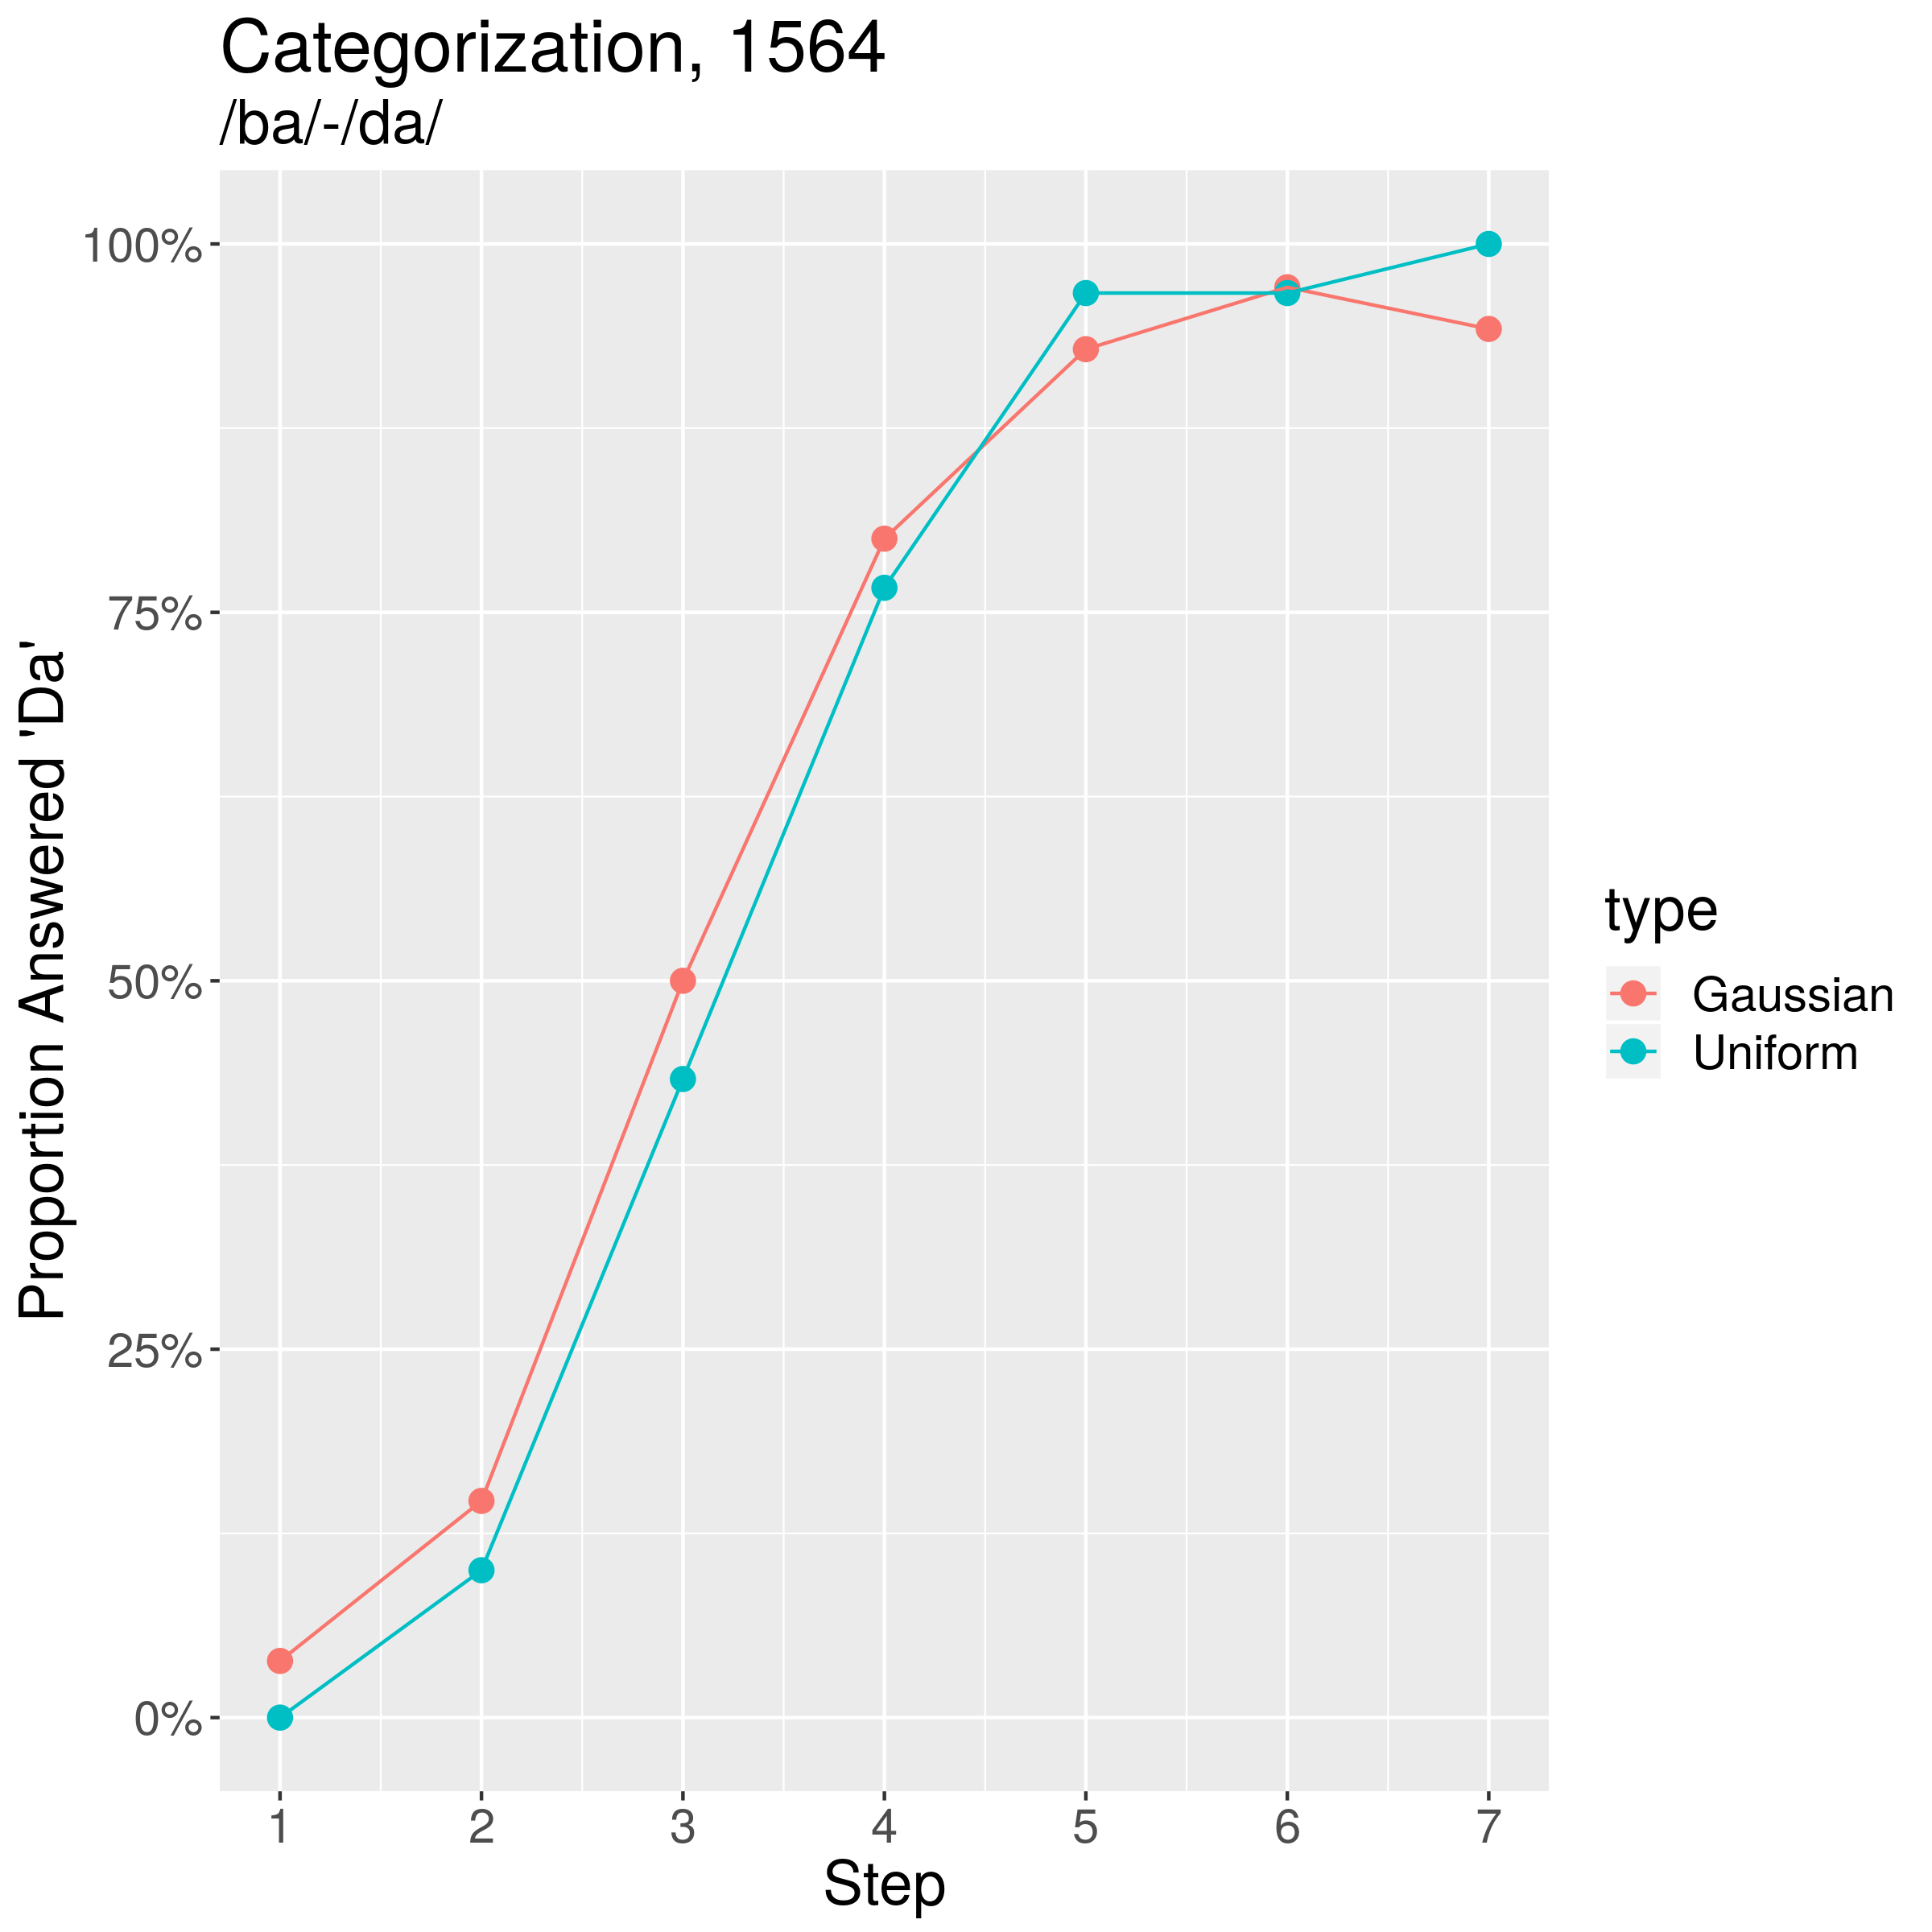 Categorization, 1564
/ba/-/da/
100%
75%
50%
25%
0%
Proportion Answered 'Da'
1 2 3 4 5 6 7
Step
type
Gaussian
Uniform